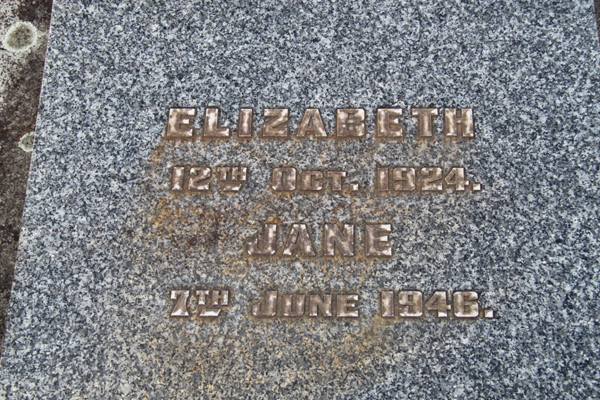 ELIZABETH
12TH OCT. 1924.
JANE
7TH JUNE 1946.